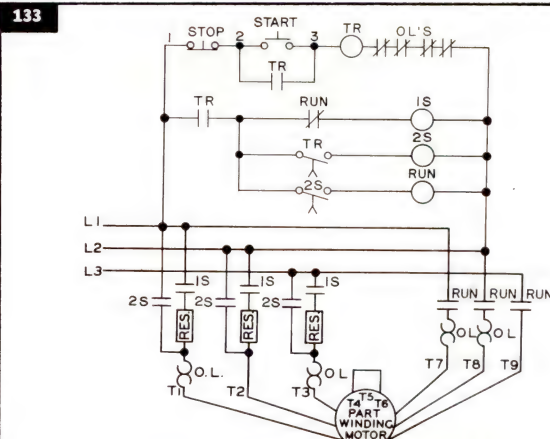 133
START
1 STOP 2 3 TR OL'S
TR
TR RUN 1S
2S
TR
RUN
2S
L1
L2
L3
1S 1S 1S
2S 2S 2S RUN RUN RUN
RES. RES. RES.
OL OL
O.L. OL T7 T8 T9
T1 T2 T3
T4 T5 T6
PART
WINDING
MOTOR